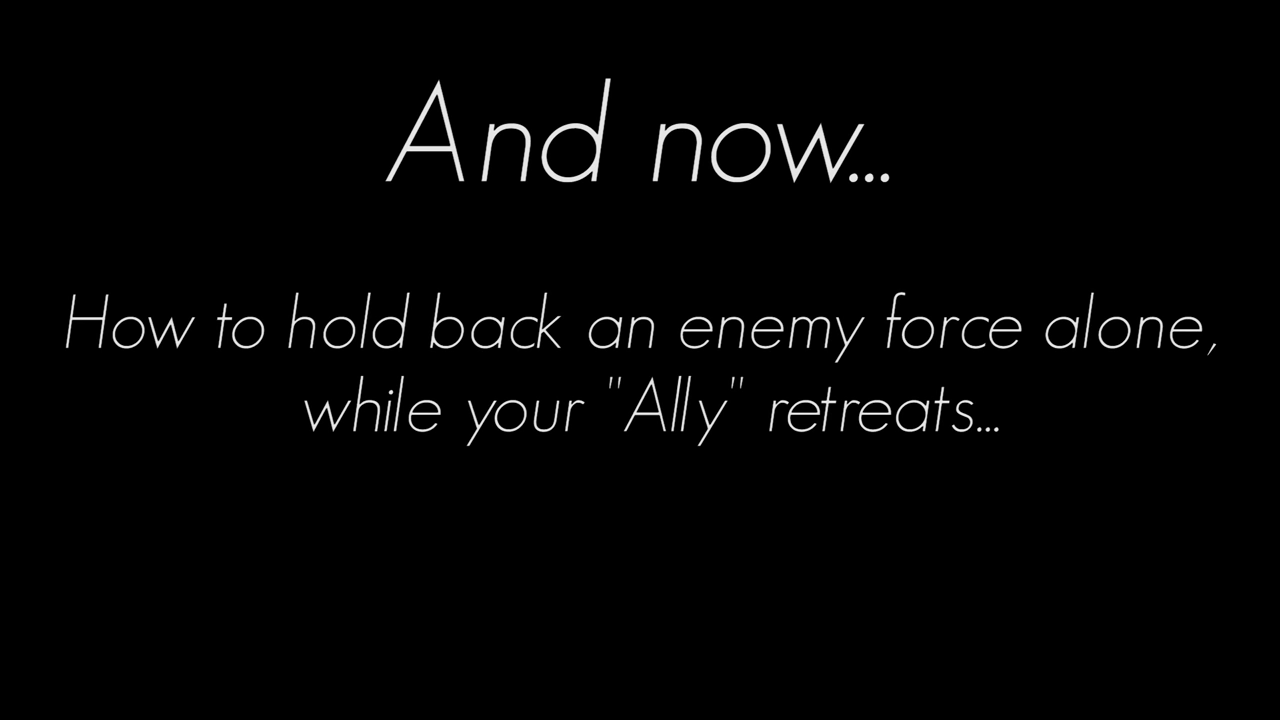 And now...
How to hold back an enemy force alone,
while your "Ally" retreats...